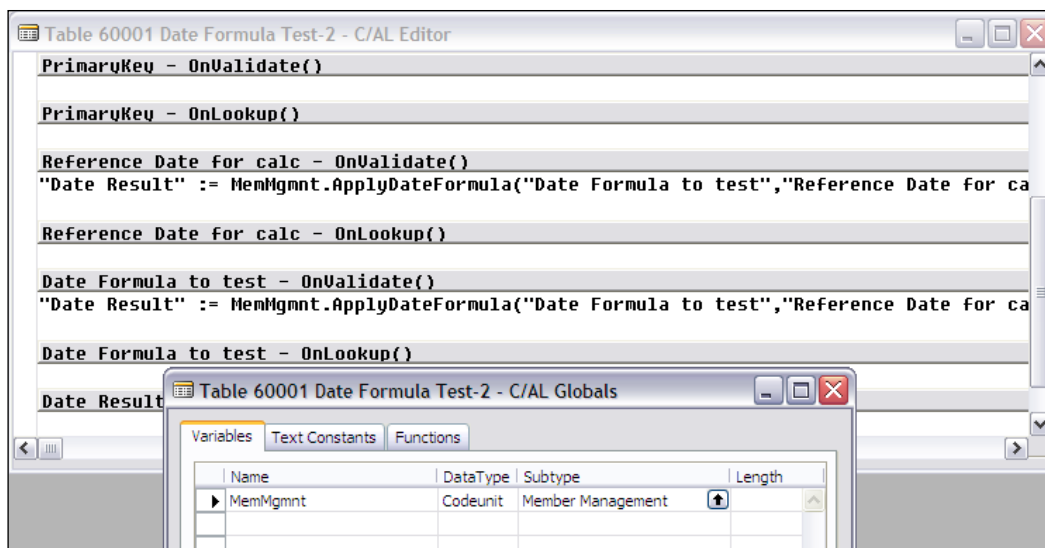 Table 60001 Date Formula Test-2 - C/AL Editor
PrimaryKey - OnValidate()
PrimaryKey - OnLookup()
Reference Date for calc - OnValidate()
"Date Result" := MemMgmnt.ApplyDateFormula("Date Formula to test","Reference Date for ca
Reference Date for calc - OnLookup()
Date Formula to test - OnValidate()
"Date Result" := MemMgmnt.ApplyDateFormula("Date Formula to test","Reference Date for ca
Date Formula to test - OnLookup()
Date Result
Table 60001 Date Formula Test-2 - C/AL Globals
Variables Text Constants Functions
Name DataType Subtype Length
MemMgmnt Codeunit Member Management